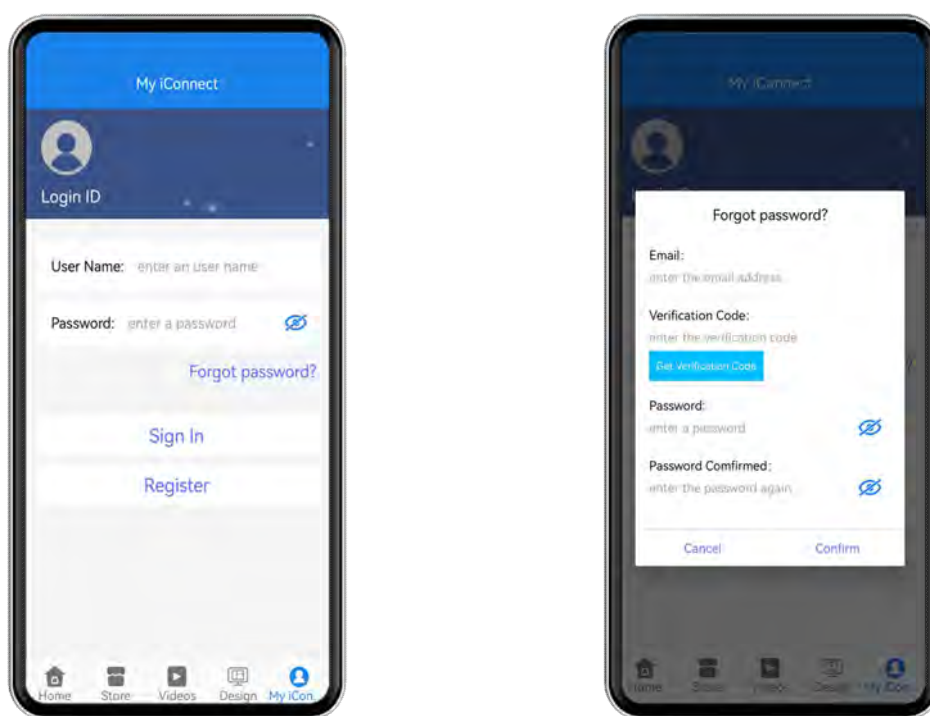 My iConnect
Login ID
User Name: enter an user name
Password: enter a password
Forgot password?
Sign In
Register
Home Store Videos Design My iCon...
My iConnect
Forgot password?
Email:
enter the email address
Verification Code:
enter the verification code
Get Verification Code
Password:
enter a password
Password Comfirmed:
enter the password again
Cancel Confirm
Home Store Videos Design My iCon...